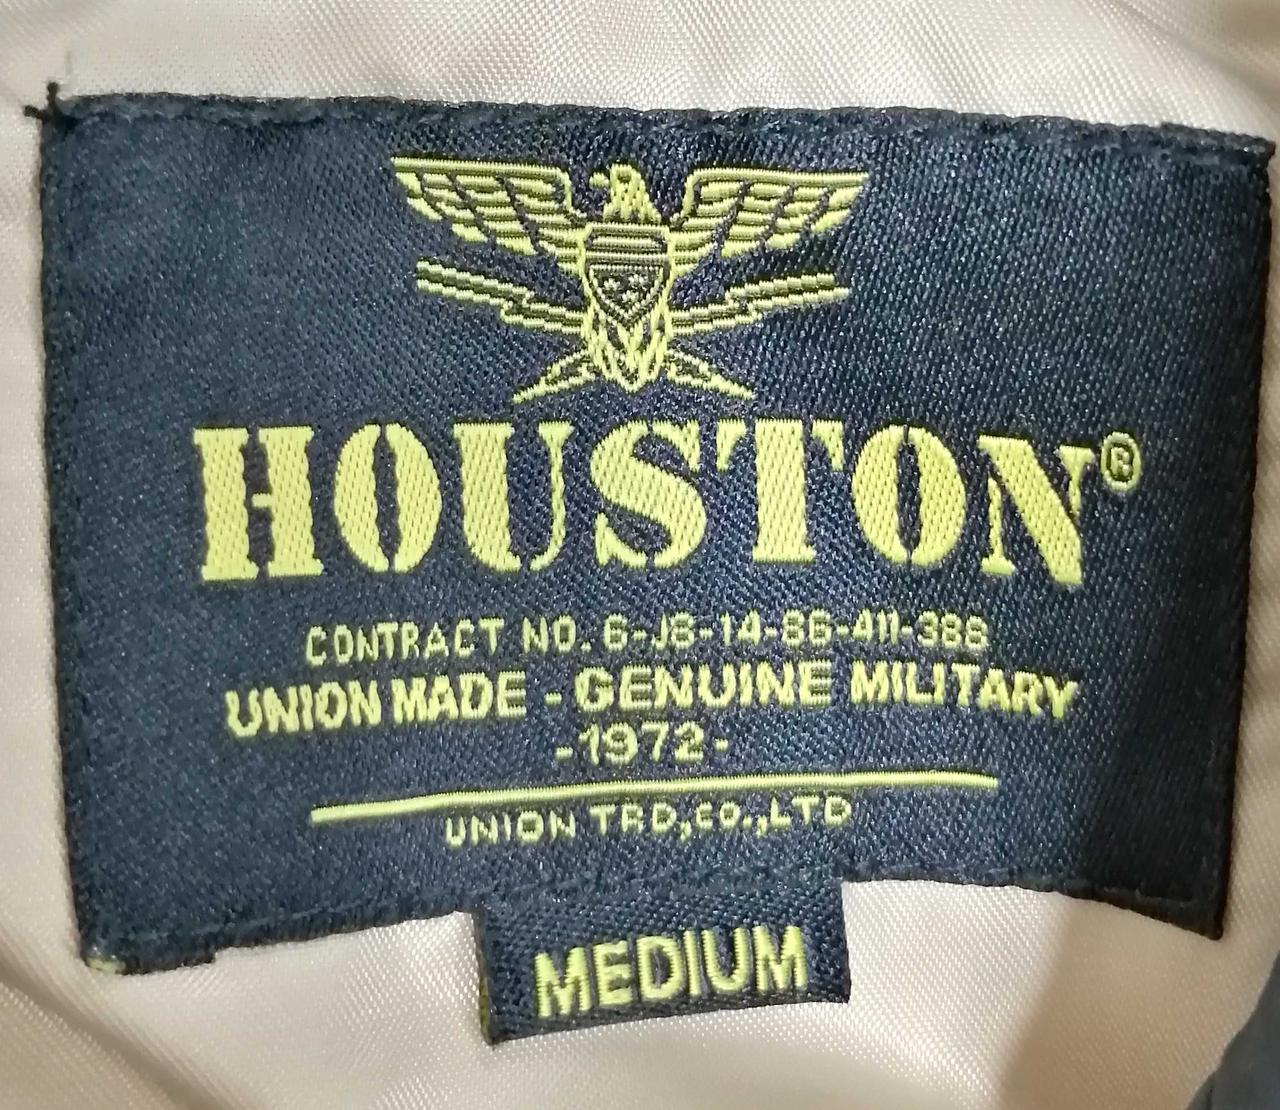 HOUSTON®
CONTRACT NO. 6-J8-14-86-411-388
UNION MADE - GENUINE MILITARY
-1972-
UNION TRD,CO.,LTD
MEDIUM